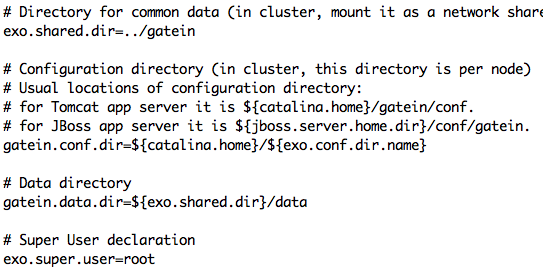 # Directory for common data (in cluster, mount it as a network share
exo.shared.dir=../gatein
# Configuration directory (in cluster, this directory is per node)
# Usual locations of configuration directory:
# for Tomcat app server it is ${catalina.home}/gatein/conf.
# for JBoss app server it is ${jboss.server.home.dir}/conf/gatein.
gatein.conf.dir=${catalina.home}/${exo.conf.dir.name}
# Data directory
gatein.data.dir=${exo.shared.dir}/data
# Super User declaration
exo.super.user=root